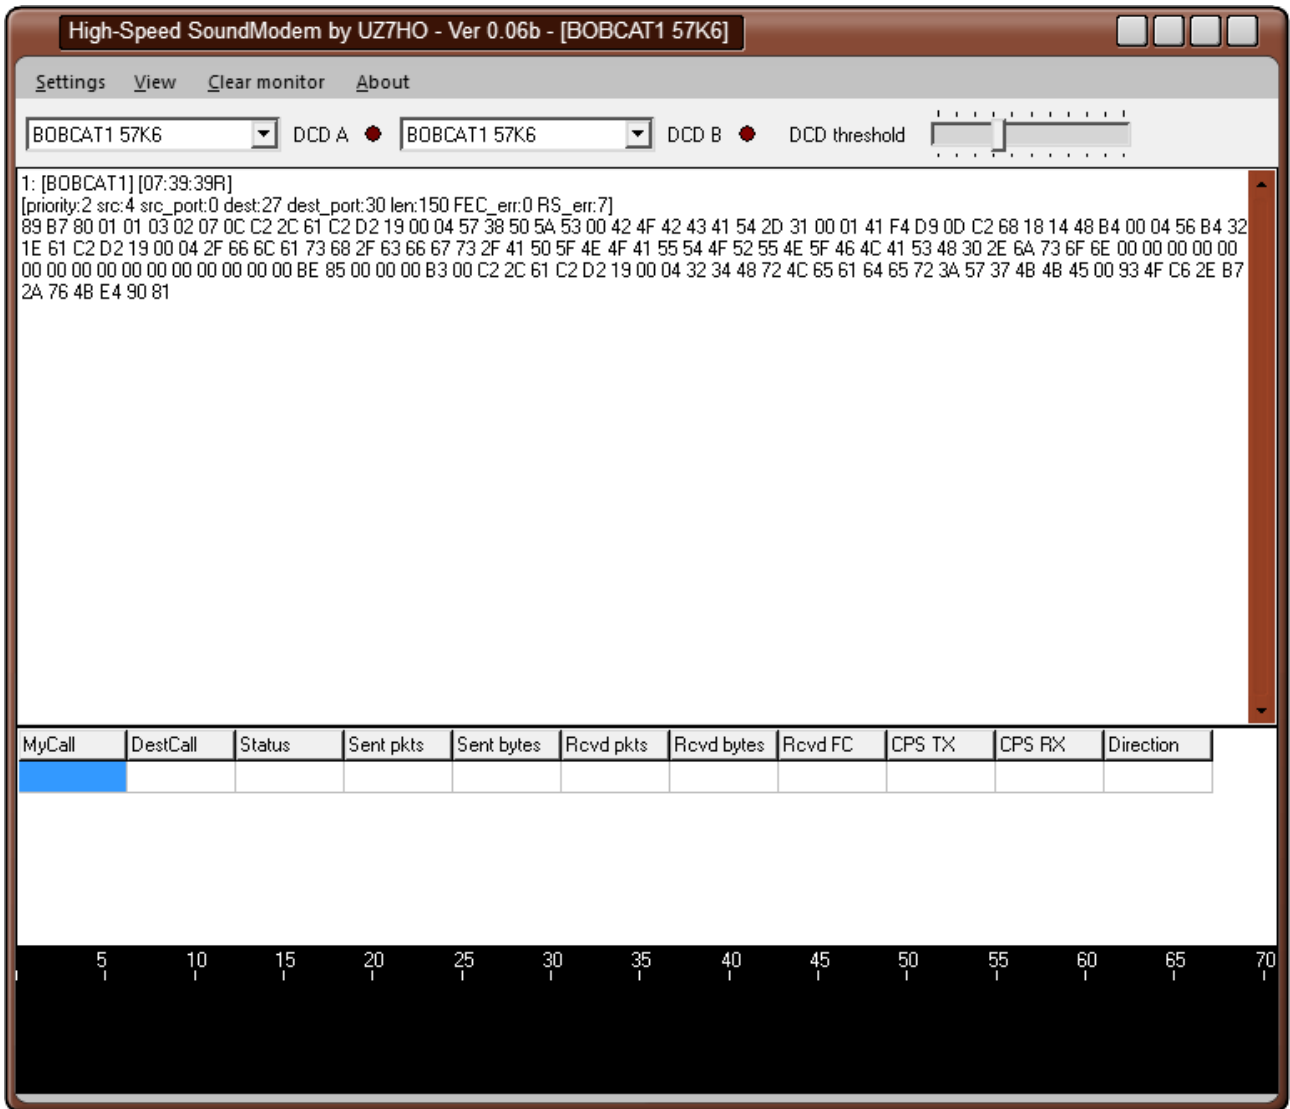 High-Speed SoundModem by UZ7HO - Ver 0.06b - [BOBCAT1 57K6]
Settings View Clear monitor About
BOBCAT1 57K6 DCD A BOBCAT1 57K6 DCD B DCD threshold
1: [BOBCAT1] [07:39:39R]
[priority:2 src:4 src_port:0 dest:27 dest_port:30 len:150 FEC_err:0 RS_err:7]
89 B7 80 01 01 03 02 07 0C C2 2C 61 C2 D2 19 00 04 57 38 50 5A 53 00 42 4F 42 43 41 54 2D 31 00 01 41 F4 D9 0D C2 68 18 14 48 B4 00 04 56 B4 32
1E 61 C2 D2 19 00 04 2F 66 6C 61 73 68 2F 63 66 67 73 2F 41 50 5F 4E 4F 41 55 54 4F 52 55 4E 5F 46 4C 41 53 48 30 2E 6A 73 6F 6E 00 00 00 00 00
00 00 00 00 00 00 00 00 00 00 00 00 00 BE 85 00 00 00 B3 00 C2 2C 61 C2 D2 19 00 04 32 34 48 72 4C 65 61 64 65 72 3A 57 37 4B 4B 45 00 93 4F C6 2E B7
2A 76 4B E4 90 81
MyCall DestCall Status Sent pkts Sent bytes Rcvd pkts Rcvd bytes Rcvd FC CPS TX CPS RX Direction
5 10 15 20 25 30 35 40 45 50 55 60 65 70